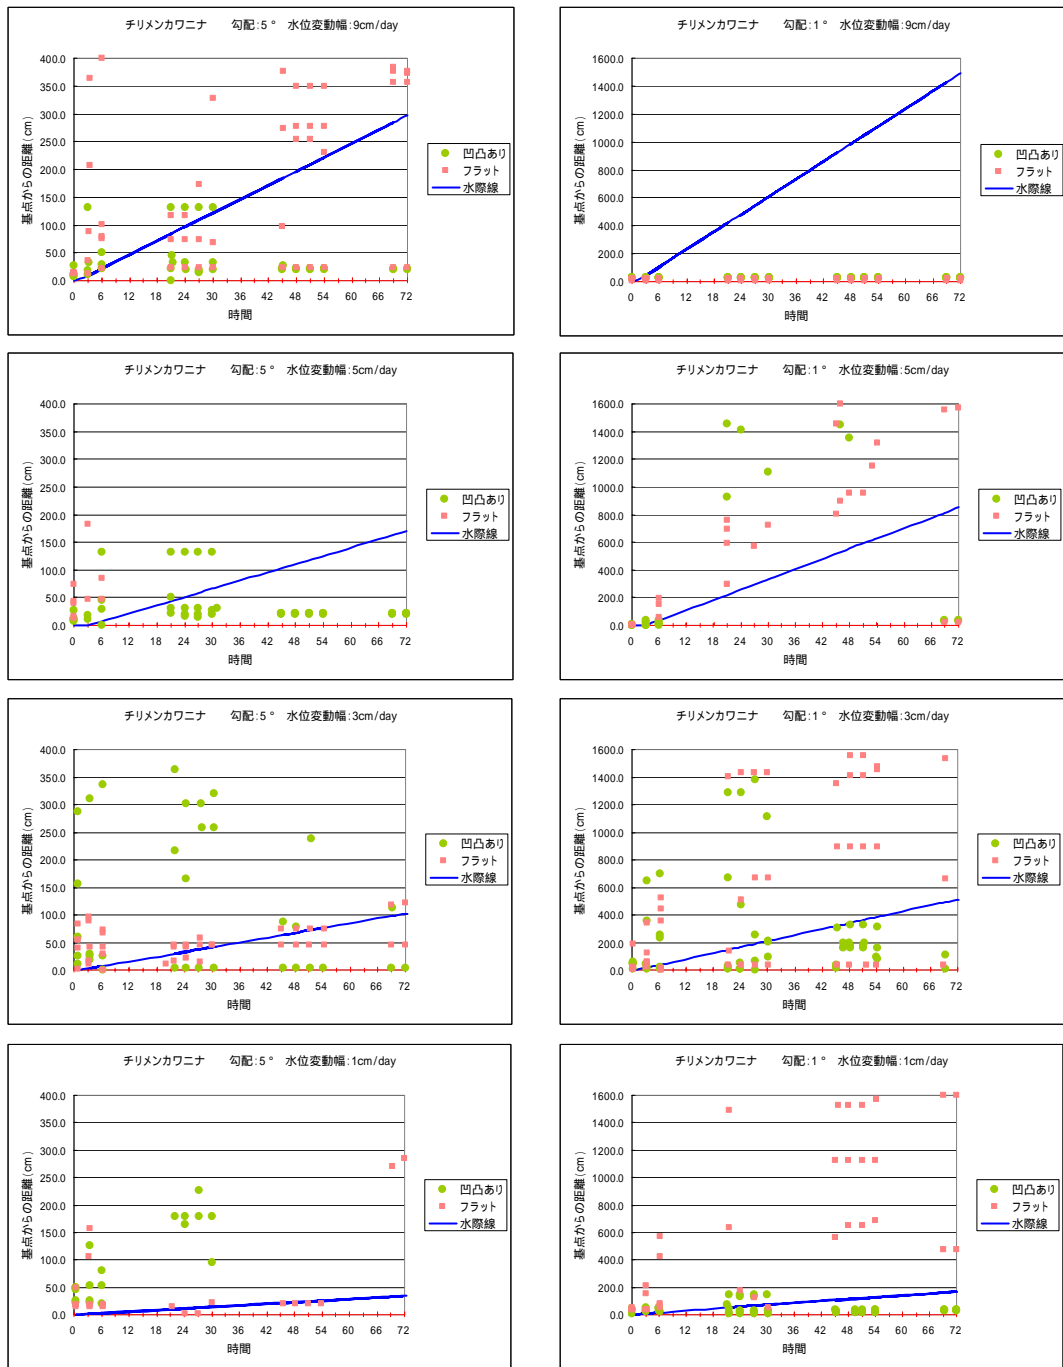 チリメンカワニナ 勾配:5° 水位変動幅:9cm/day
基点からの距離(cm)
400.0
350.0
300.0
250.0
200.0
150.0
100.0
50.0
0.0
0 6 12 18 24 30 36 42 48 54 60 66 72
時間
凹凸あり
フラット
水際線
チリメンカワニナ 勾配:1° 水位変動幅:9cm/day
基点からの距離(cm)
1600.0
1400.0
1200.0
1000.0
800.0
600.0
400.0
200.0
0.0
0 6 12 18 24 30 36 42 48 54 60 66 72
時間
凹凸あり
フラット
水際線
チリメンカワニナ 勾配:5° 水位変動幅:5cm/day
基点からの距離(cm)
400.0
350.0
300.0
250.0
200.0
150.0
100.0
50.0
0.0
0 6 12 18 24 30 36 42 48 54 60 66 72
時間
凹凸あり
フラット
水際線
チリメンカワニナ 勾配:1° 水位変動幅:5cm/day
基点からの距離(cm)
1600.0
1400.0
1200.0
1000.0
800.0
600.0
400.0
200.0
0.0
0 6 12 18 24 30 36 42 48 54 60 66 72
時間
凹凸あり
フラット
水際線
チリメンカワニナ 勾配:5° 水位変動幅:3cm/day
基点からの距離(cm)
400.0
350.0
300.0
250.0
200.0
150.0
100.0
50.0
0.0
0 6 12 18 24 30 36 42 48 54 60 66 72
時間
凹凸あり
フラット
水際線
チリメンカワニナ 勾配:1° 水位変動幅:3cm/day
基点からの距離(cm)
1600.0
1400.0
1200.0
1000.0
800.0
600.0
400.0
200.0
0.0
0 6 12 18 24 30 36 42 48 54 60 66 72
時間
凹凸あり
フラット
水際線
チリメンカワニナ 勾配:5° 水位変動幅:1cm/day
基点からの距離(cm)
400.0
350.0
300.0
250.0
200.0
150.0
100.0
50.0
0.0
0 6 12 18 24 30 36 42 48 54 60 66 72
時間
凹凸あり
フラット
水際線
チリメンカワニナ 勾配:1° 水位変動幅:1cm/day
基点からの距離(cm)
1600.0
1400.0
1200.0
1000.0
800.0
600.0
400.0
200.0
0.0
0 6 12 18 24 30 36 42 48 54 60 66 72
時間
凹凸あり
フラット
水際線